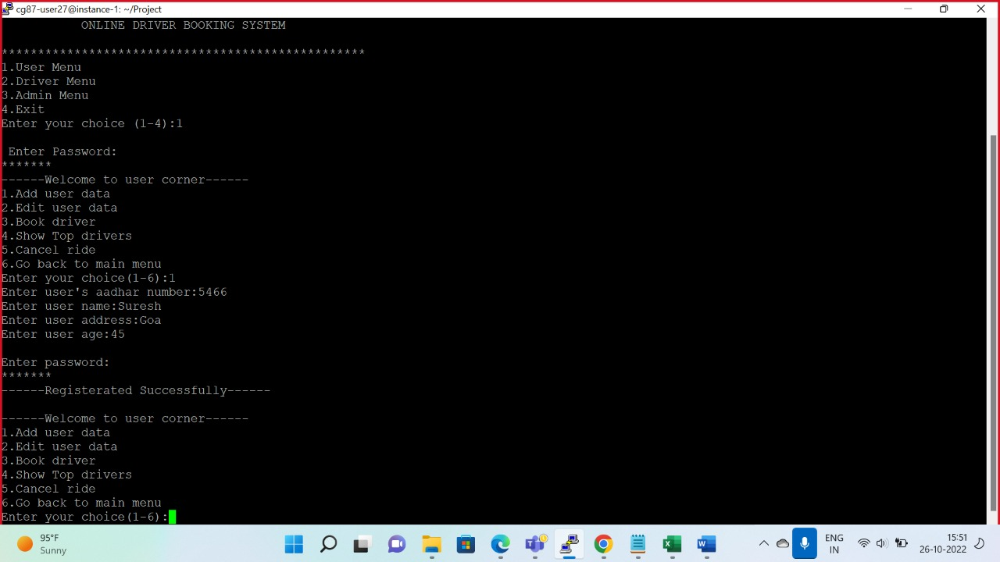 cg87-user27@instance-1: ~/Project
ONLINE DRIVER BOOKING SYSTEM
**************************************************
1.User Menu
2.Driver Menu
3.Admin Menu
4.Exit
Enter your choice (1-4):1
Enter Password:
*******
------Welcome to user corner------
1.Add user data
2.Edit user data
3.Book driver
4.Show Top drivers
5.Cancel ride
6.Go back to main menu
Enter your choice(1-6):1
Enter user's aadhar number:5466
Enter user name:Suresh
Enter user address:Goa
Enter user age:45
Enter password:
*******
------Registerated Successfully------
------Welcome to user corner------
1.Add user data
2.Edit user data
3.Book driver
4.Show Top drivers
5.Cancel ride
6.Go back to main menu
Enter your choice(1-6):
95°F
Sunny
ENG
IN
15:51
26-10-2022